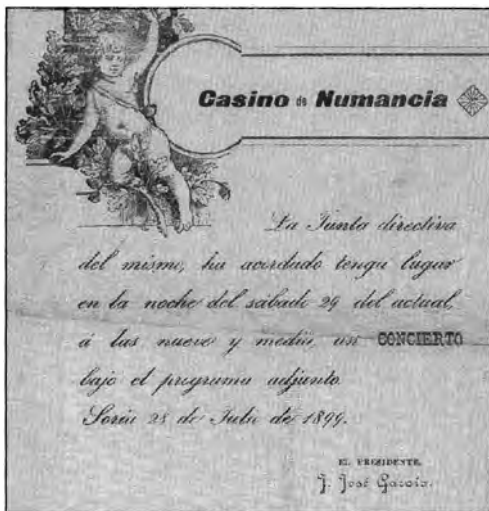 Casino de Numancia
La Junta directiva
del mismo, ha acordado tenga lugar
en la noche del sábado 29 del actual,
á las nueve y media, un CONCIERTO
bajo el programa adjunto.
Soria 28 de Julio de 1899.
EL PRESIDENTE,
J. José García.